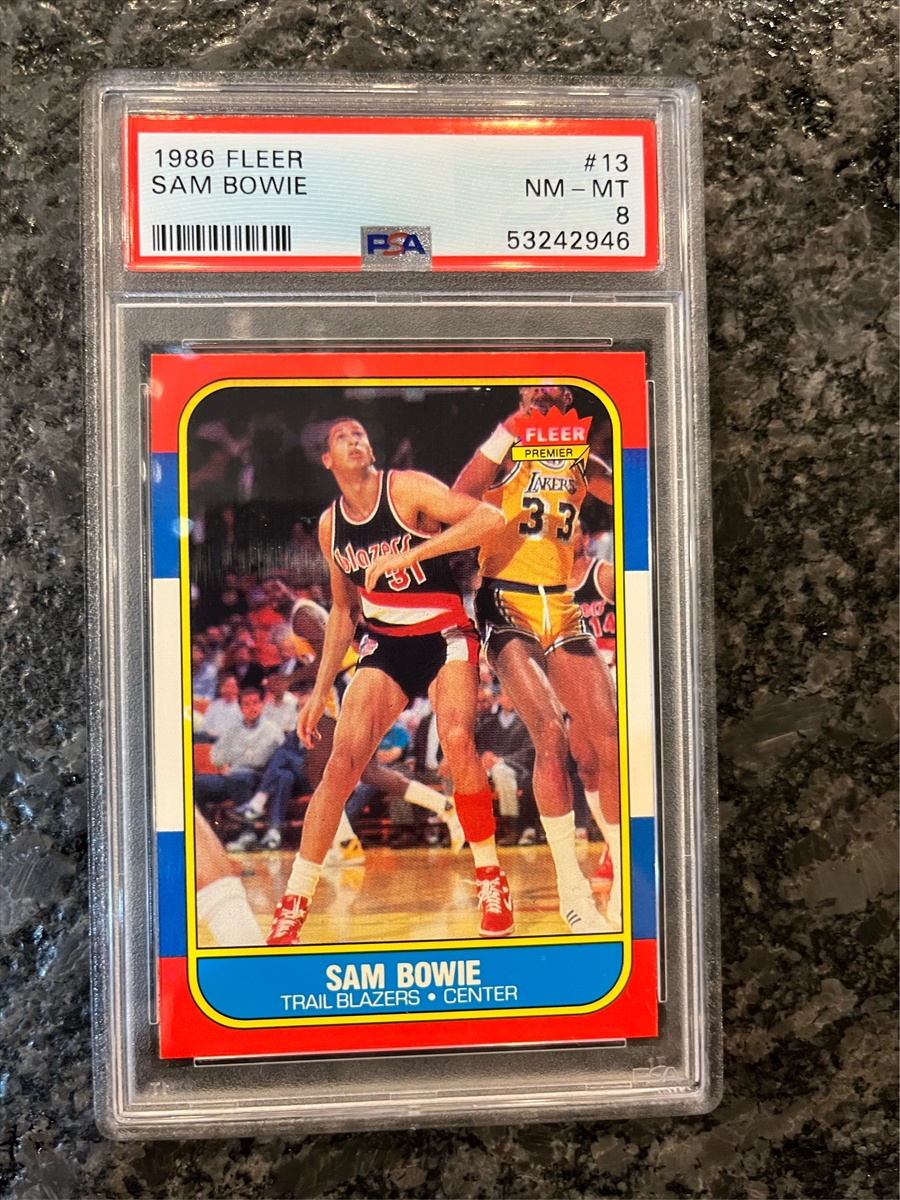 1986 FLEER #13
SAM BOWIE NM – MT
8
PSA 53242946
FLEER
PREMIER
LAKERS
33
blazers
31
14
SAM BOWIE
TRAIL BLAZERS • CENTER
PSA